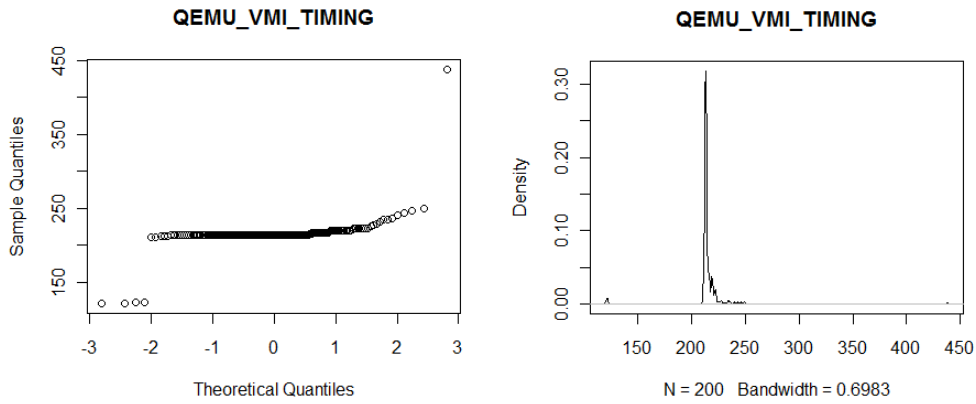 QEMU_VMI_TIMING
Sample Quantiles
450
350
250
150
-3 -2 -1 0 1 2 3
Theoretical Quantiles
QEMU_VMI_TIMING
Density
0.30
0.20
0.10
0.00
150 200 250 300 350 400 450
N = 200 Bandwidth = 0.6983